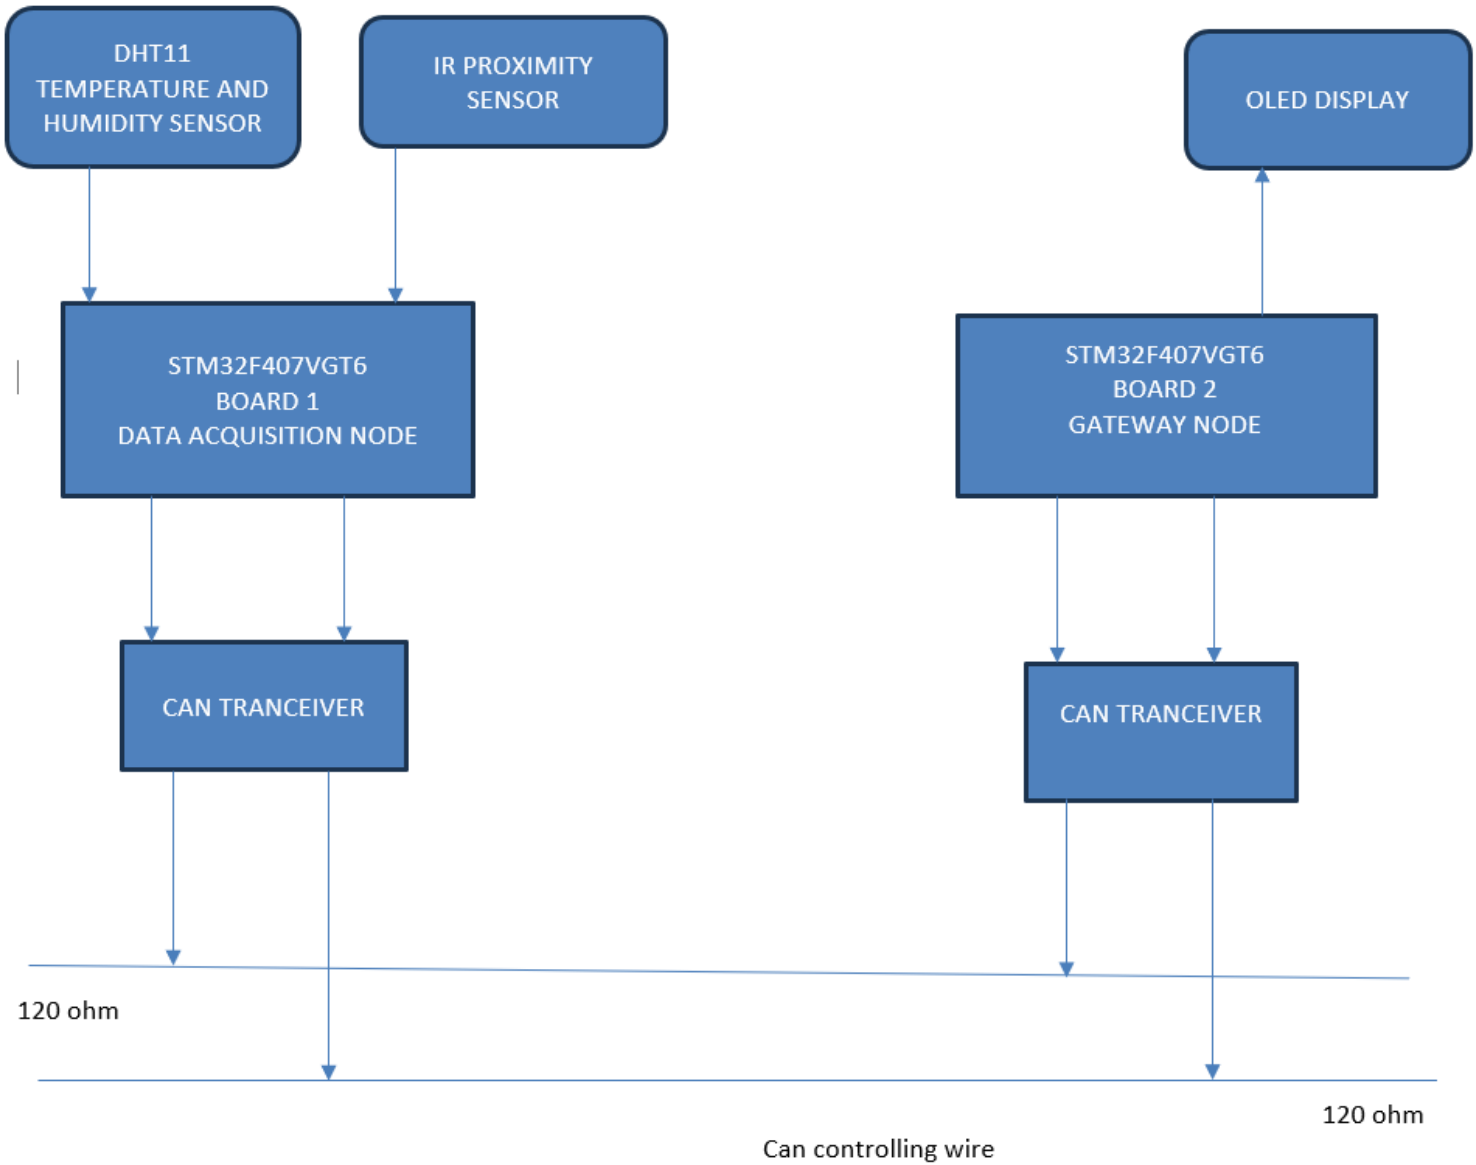 DHT11
TEMPERATURE AND
HUMIDITY SENSOR
IR PROXIMITY
SENSOR
OLED DISPLAY
STM32F407VGT6
BOARD 1
DATA ACQUISITION NODE
STM32F407VGT6
BOARD 2
GATEWAY NODE
CAN TRANCEIVER
CAN TRANCEIVER
120 ohm
120 ohm
Can controlling wire